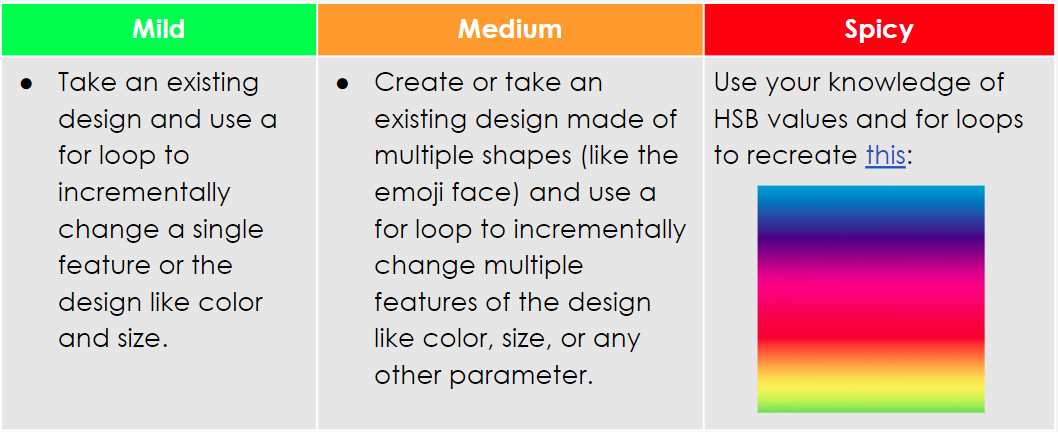 Mild
Medium
Spicy
● Take an existing
design and use a
for loop to
incrementally
change a single
feature or the
design like color
and size.
● Create or take an
existing design made of
multiple shapes (like the
emoji face) and use a
for loop to incrementally
change multiple
features of the design
like color, size, or any
other parameter.
Use your knowledge of
HSB values and for loops
to recreate this: